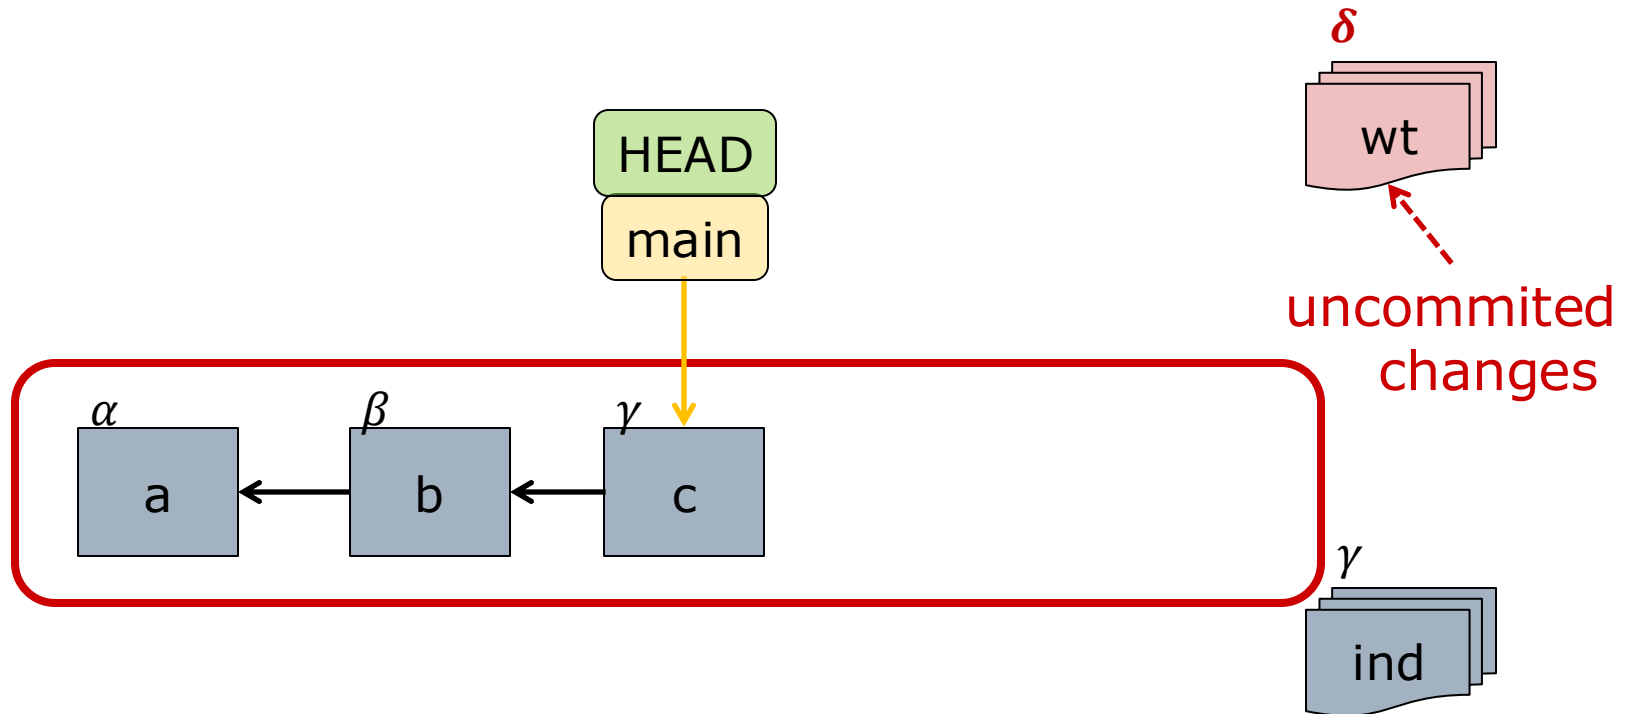 δ
wt
HEAD
main
uncommited
changes
α
β
γ
a
b
c
γ
ind